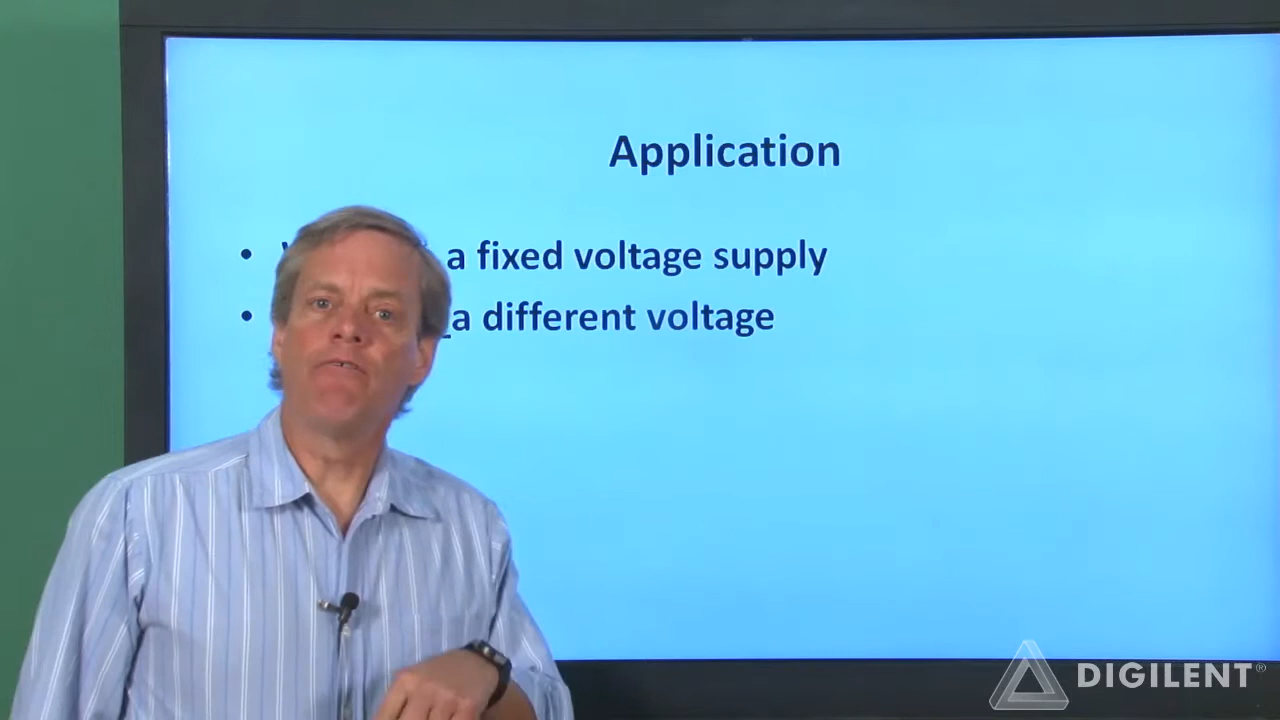 Application
• a fixed voltage supply
• a different voltage
DIGILENT®